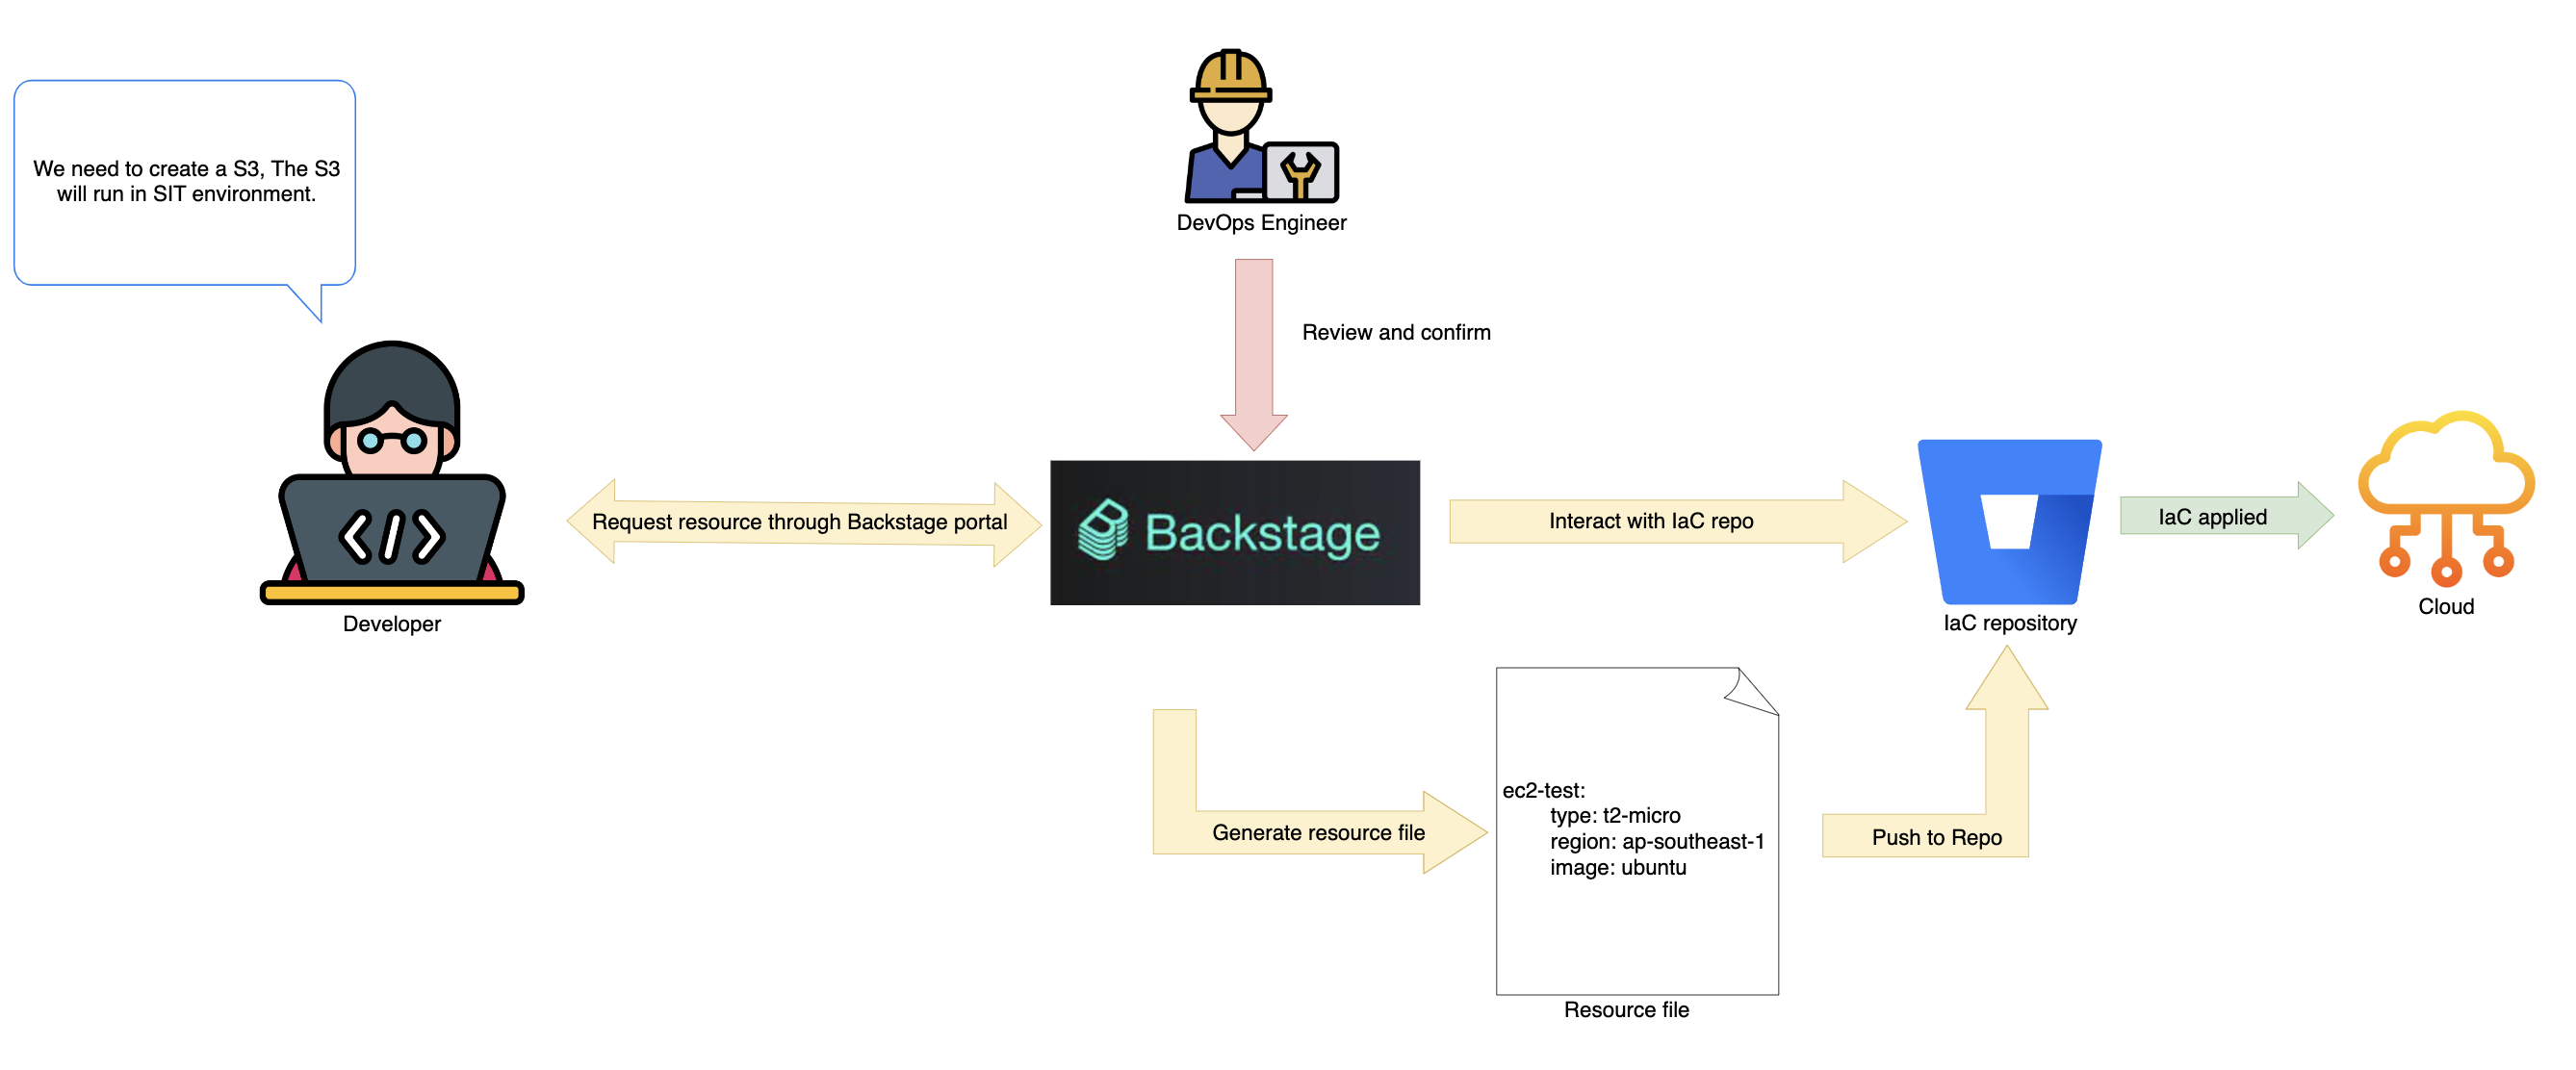 We need to create a S3, The S3
will run in SIT environment.
DevOps Engineer
Review and confirm
Developer
Request resource through Backstage portal
Backstage
Interact with IaC repo
IaC repository
IaC applied
Cloud
Generate resource file
ec2-test:
type: t2-micro
region: ap-southeast-1
image: ubuntu
Resource file
Push to Repo